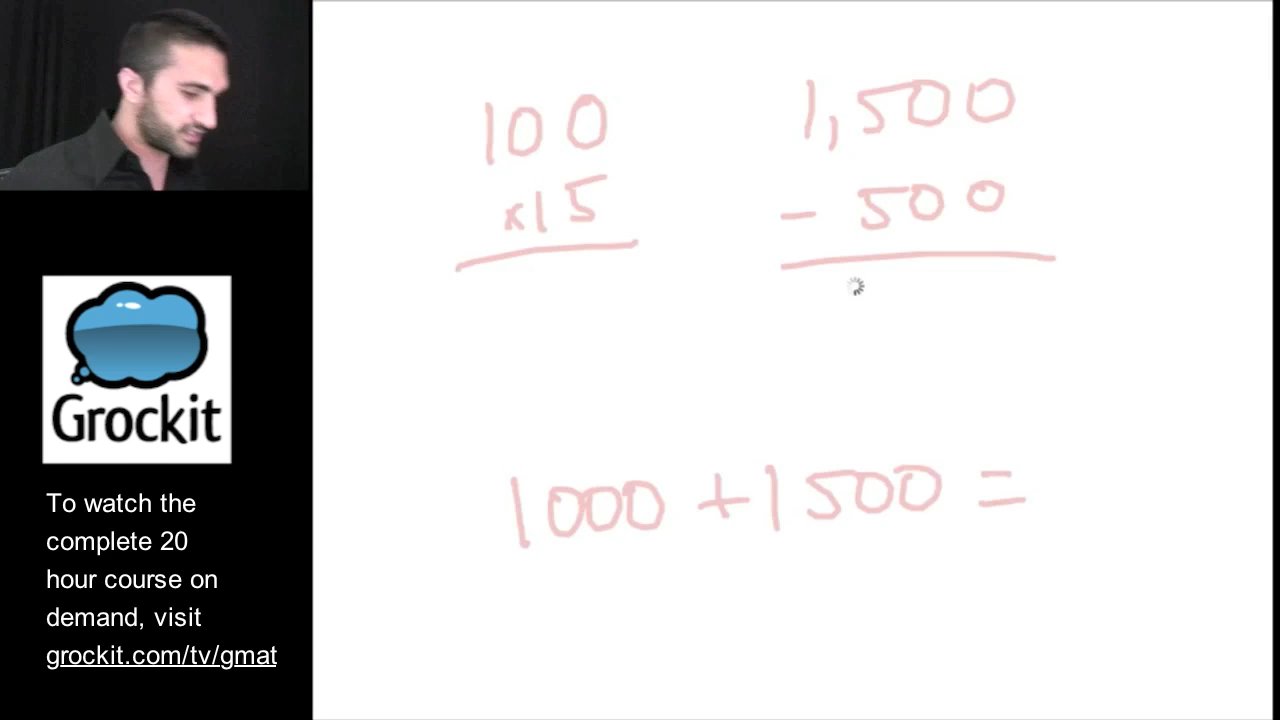 100
×15
1,500
- 500
1000 + 1500 =
Grockit
To watch the
complete 20
hour course on
demand, visit
grockit.com/tv/gmat